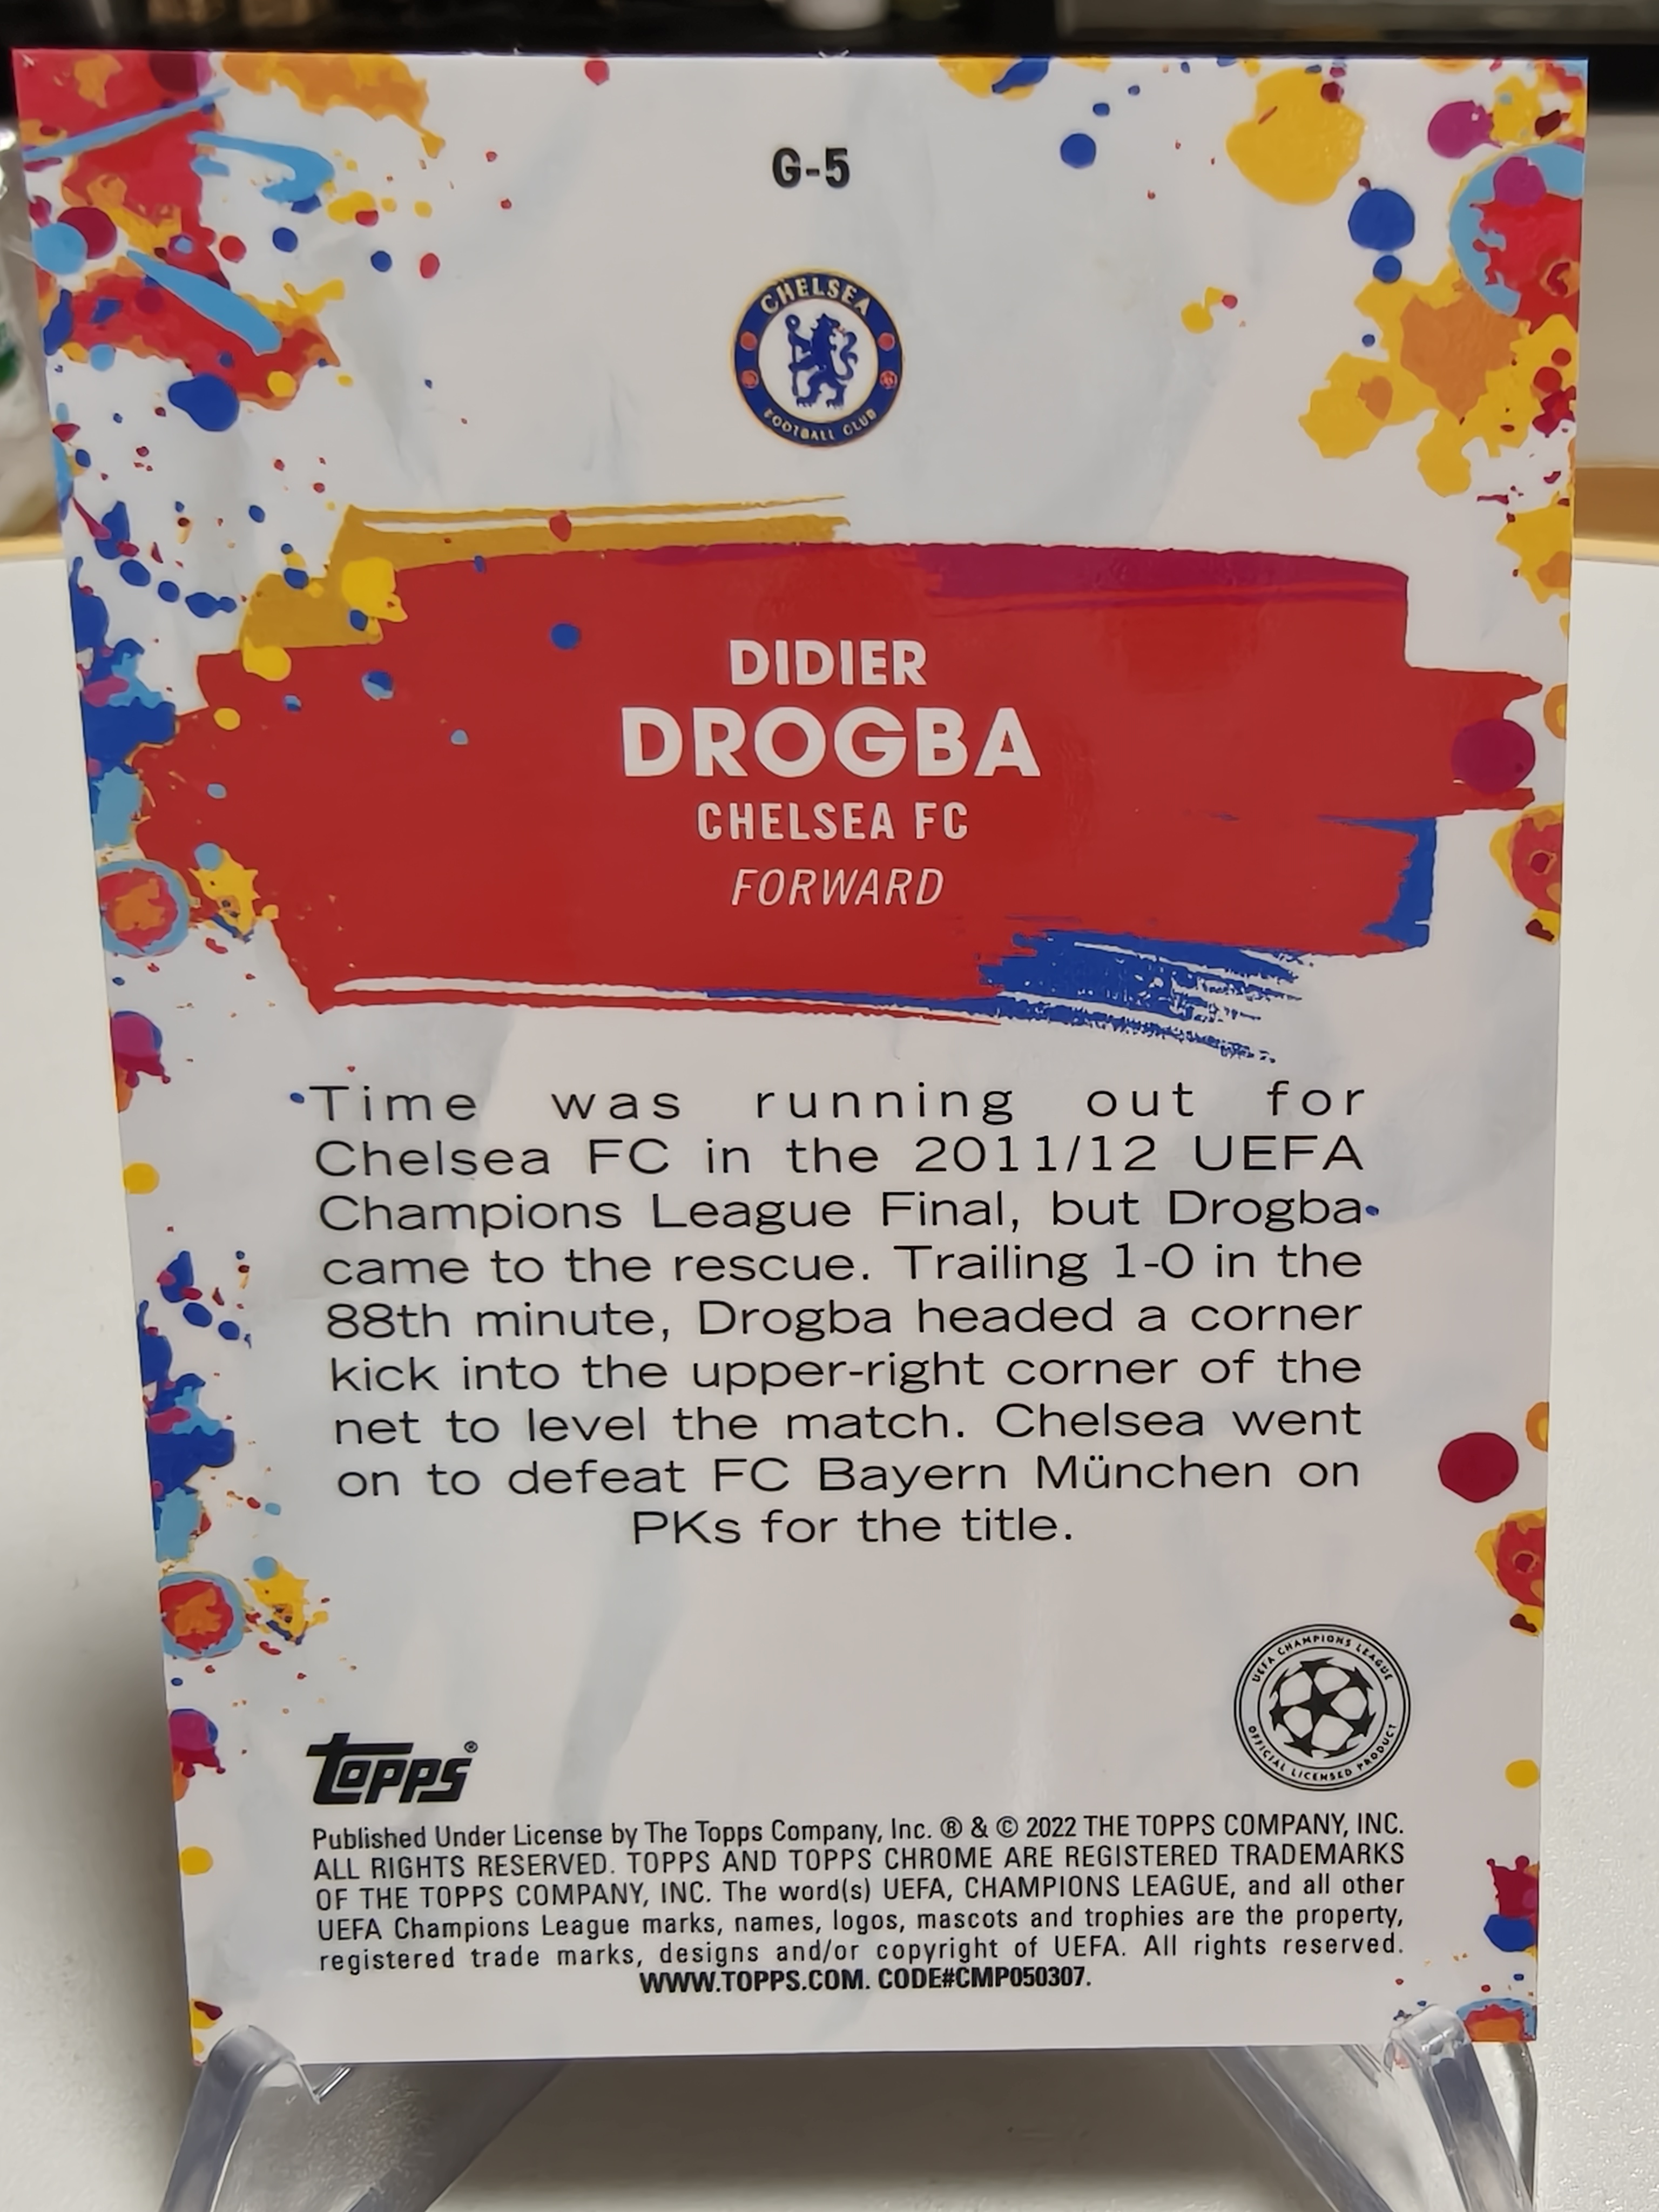 G-5
CHELSEA
FOOTBALL CLUB
DIDIER
DROGBA
CHELSEA FC
FORWARD
Time was running out for
Chelsea FC in the 2011/12 UEFA
Champions League Final, but Drogba
came to the rescue. Trailing 1-0 in the
88th minute, Drogba headed a corner
kick into the upper-right corner of the
net to level the match. Chelsea went
on to defeat FC Bayern München on
PKs for the title.
UEFA CHAMPIONS LEAGUE
OFFICIAL LICENSED PRODUCT
Topps®
Published Under License by The Topps Company, Inc. ® & © 2022 THE TOPPS COMPANY, INC.
ALL RIGHTS RESERVED. TOPPS AND TOPPS CHROME ARE REGISTERED TRADEMARKS
OF THE TOPPS COMPANY, INC. The word(s) UEFA, CHAMPIONS LEAGUE, and all other
UEFA Champions League marks, names, logos, mascots and trophies are the property,
registered trade marks, designs and/or copyright of UEFA. All rights reserved.
WWW.TOPPS.COM. CODE#CMP050307.